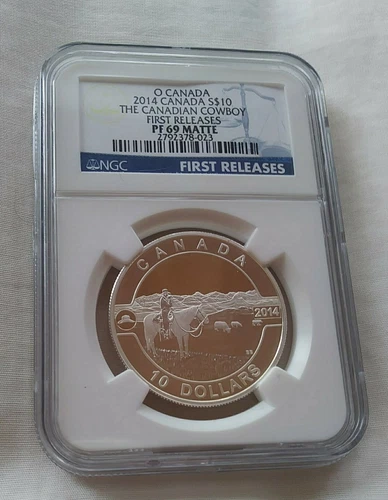 O CANADA
2014 CANADA S$10
THE CANADIAN COWBOY
FIRST RELEASES
PF 69 MATTE
2792378-023
NGC FIRST RELEASES
CANADA
2014
10 DOLLARS